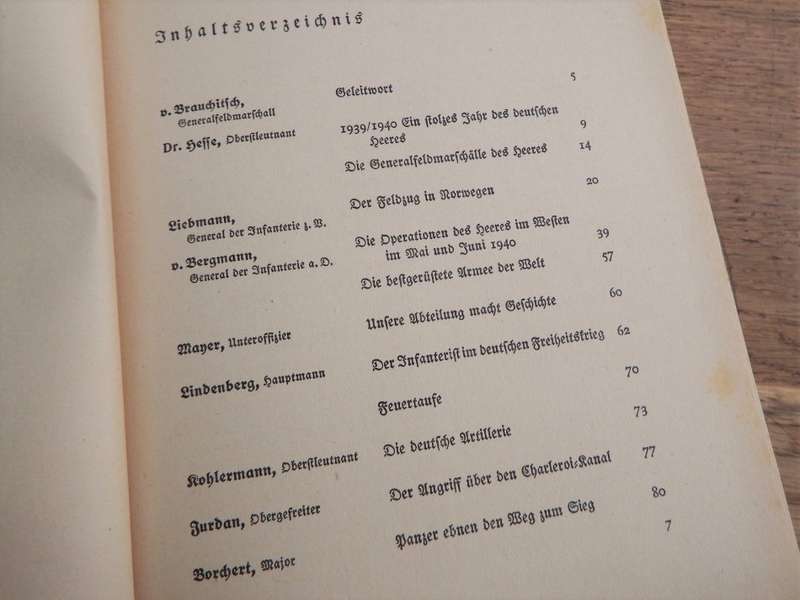 Inhaltsverzeichnis
v. Brauchitsch, Geleitwort 5
Generalfeldmarschall
Dr. Hesse, Oberstleutnant 1939/1940 Ein stolzes Jahr des deutschen
Heeres 9
Die Generalfeldmarschälle des Heeres 14
Liebmann, Der Feldzug in Norwegen 20
General der Infanterie z. V.
v. Bergmann, Die Operationen des Heeres im Westen
General der Infanterie a. D. im Mai und Juni 1940 39
Die bestgerüstete Armee der Welt 57
Mayer, Unteroffizier Unsere Abteilung macht Geschichte 60
Lindenberg, Hauptmann Der Infanterist im deutschen Freiheitskrieg 62
Feuertaufe 70
Kohlermann, Oberstleutnant Die deutsche Artillerie 73
Jurdan, Obergefreiter Der Angriff über den Charleroi-Kanal 77
Borchert, Major Panzer ebnen den Weg zum Sieg 80
7